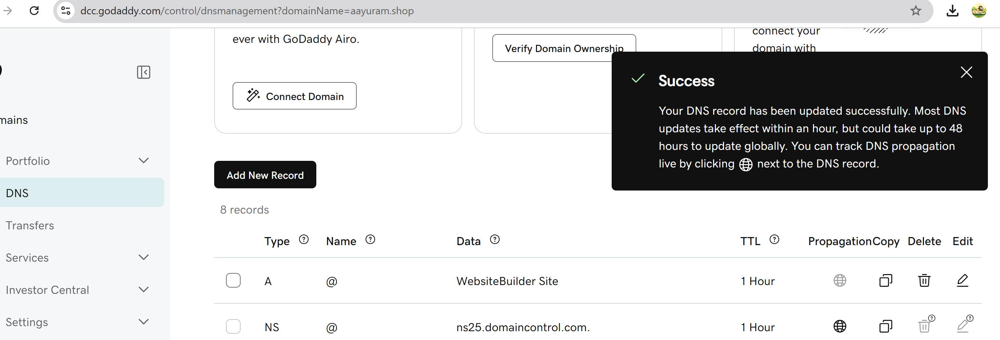 dcc.godaddy.com/control/dnsmanagement?domainName=aayuram.shop
ever with GoDaddy Airo.
Connect Domain
Verify Domain Ownership
connect your
domain with
Success
Your DNS record has been updated successfully. Most DNS
updates take effect within an hour, but could take up to 48
hours to update globally. You can track DNS propagation
live by clicking next to the DNS record.
mains
Portfolio
DNS
Transfers
Services
Investor Central
Settings
Add New Record
8 records
Type Name Data TTL Propagation Copy Delete Edit
A @ WebsiteBuilder Site 1 Hour
NS @ ns25.domaincontrol.com. 1 Hour